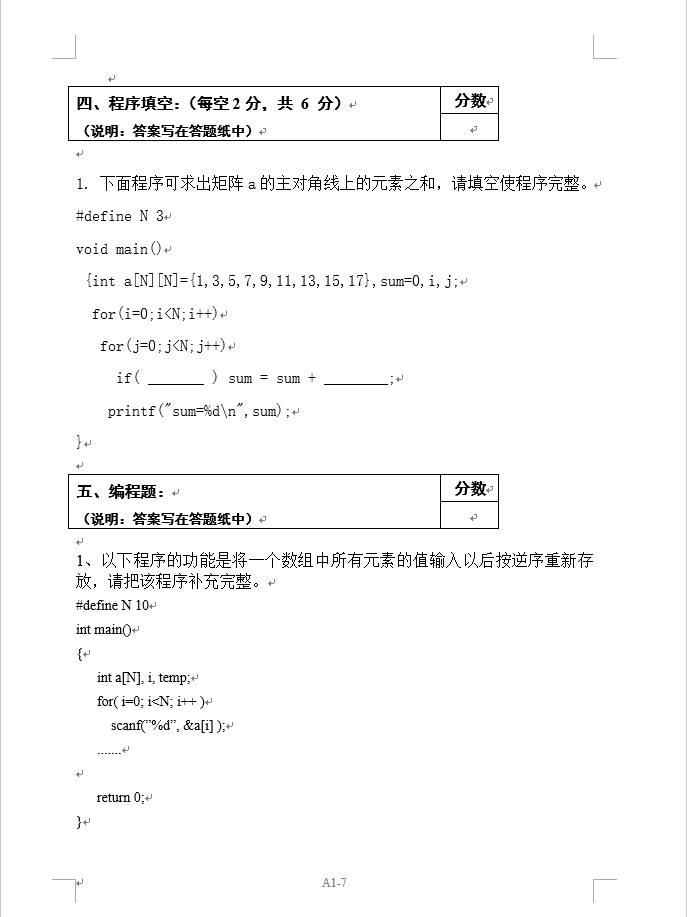 四、程序填空：（每空 2 分，共 6 分）
分数
（说明：答案写在答题纸中）
1. 下面程序可求出矩阵 a 的主对角线上的元素之和，请填空使程序完整。
#define N 3
void main()
{int a[N][N]={1,3,5,7,9,11,13,15,17},sum=0,i,j;
for(i=0;i<N;i++)
for(j=0;j<N;j++)
if( _______ ) sum = sum + ________;
printf("sum=%d\n",sum);
}
五、编程题：
分数
（说明：答案写在答题纸中）
1、以下程序的功能是将一个数组中所有元素的值输入以后按逆序重新存
放，请把该程序补充完整。
#define N 10
int main()
{
int a[N], i, temp;
for( i=0; i<N; i++ )
scanf(”%d”, &a[i] );
.......
return 0;
}
A1-7